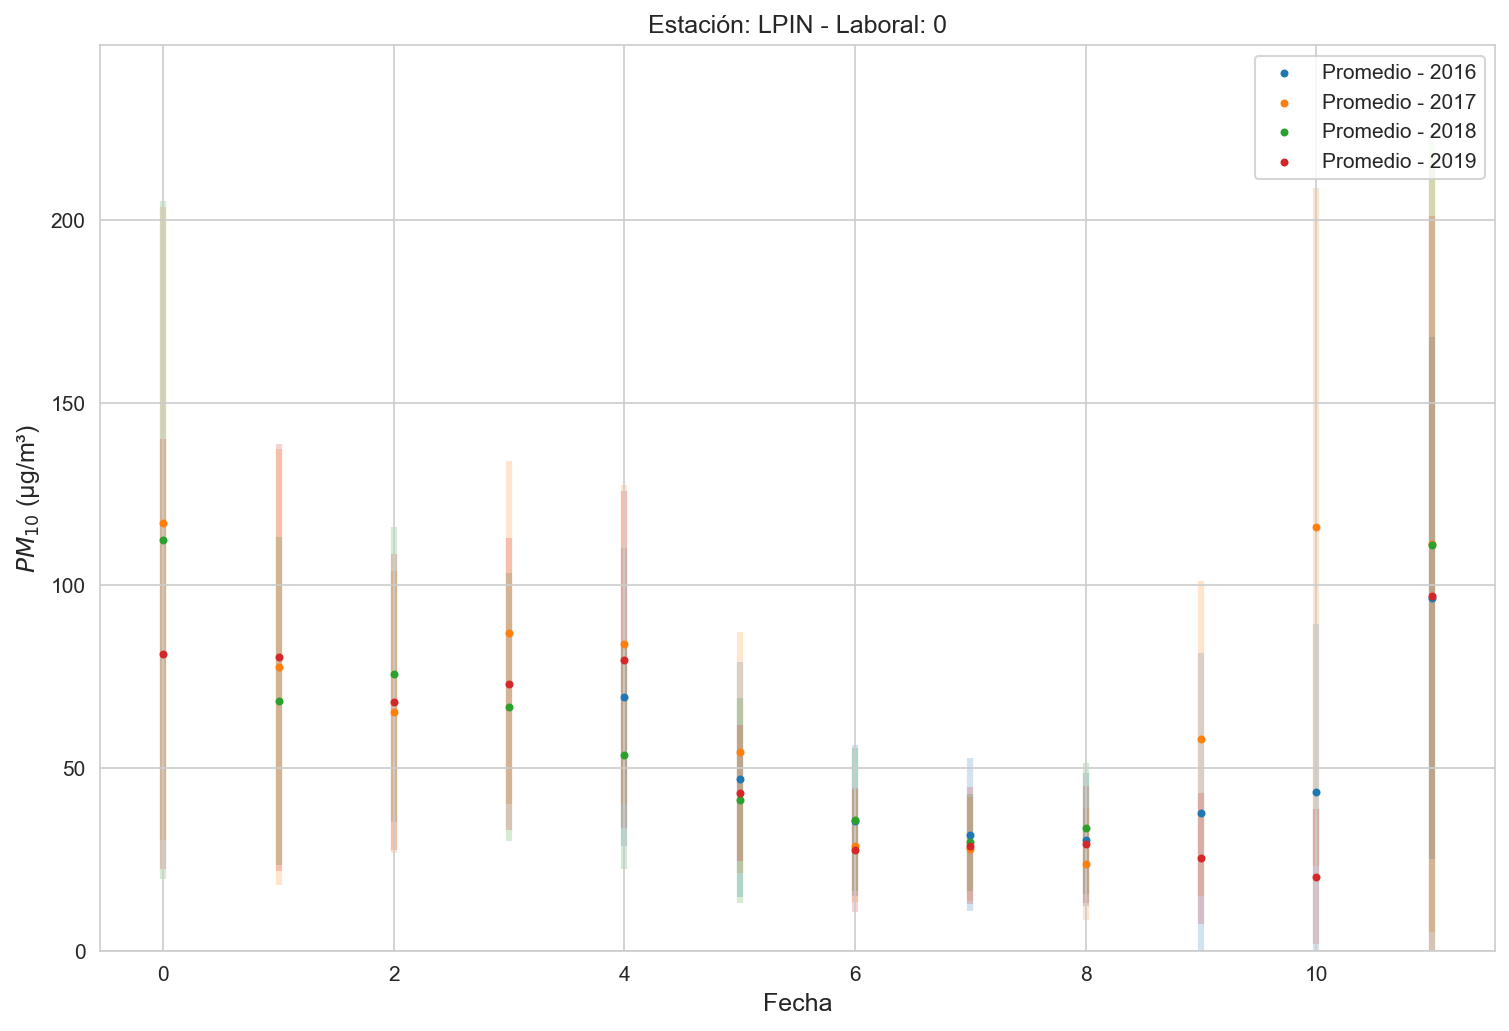 Estación: LPIN - Laboral: 0
Promedio - 2016
Promedio - 2017
Promedio - 2018
Promedio - 2019
200
150
100
50
0
PM10 (µg/m³)
0 2 4 6 8 10
Fecha